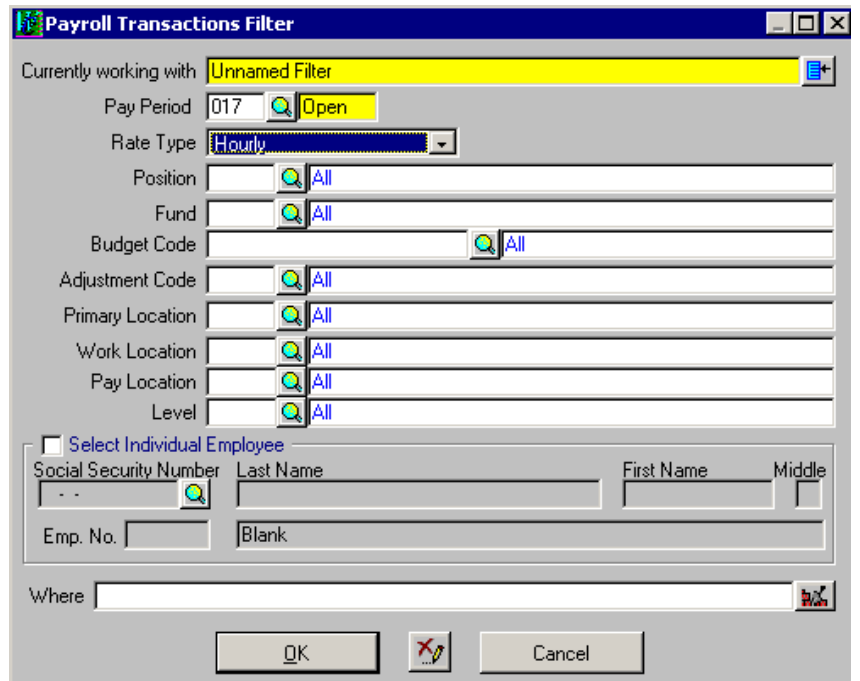 Payroll Transactions Filter
Currently working with Unnamed Filter
Pay Period 017 Open
Rate Type Hourly
Position All
Fund All
Budget Code All
Adjustment Code All
Primary Location All
Work Location All
Pay Location All
Level All
Select Individual Employee
Social Security Number Last Name First Name Middle
- -
Emp. No. Blank
Where
OK Cancel